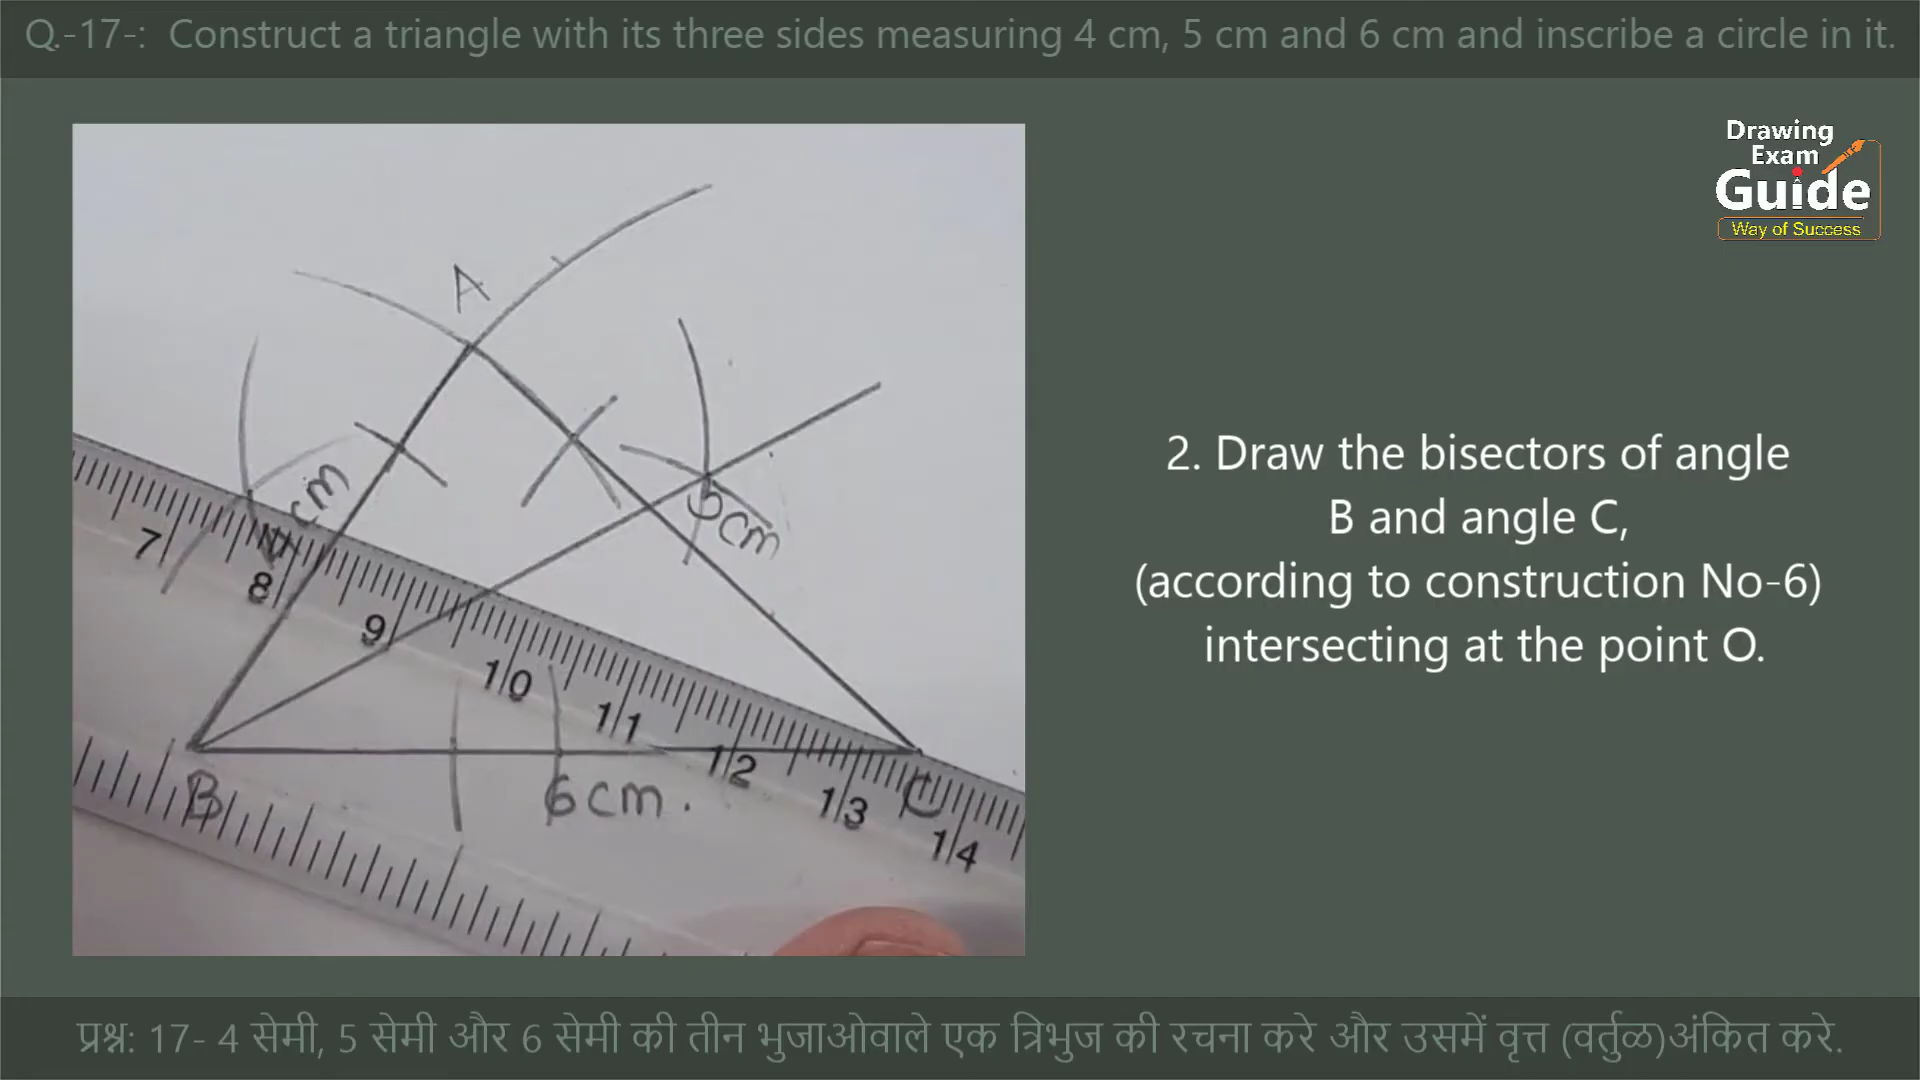 Q.-17-: Construct a triangle with its three sides measuring 4 cm, 5 cm and 6 cm and inscribe a circle in it.
Drawing
Exam
Guide
Way of Success
A
cm
5cm
7
8
9
10
11
12
13
14
B
6cm.
C
2. Draw the bisectors of angle
B and angle C,
(according to construction No-6)
intersecting at the point O.
प्रश्न: 17- 4 सेमी, 5 सेमी और 6 सेमी की तीन भुजाओवाले एक त्रिभुज की रचना करे और उसमें वृत्त (वर्तुळ)अंकित करे.